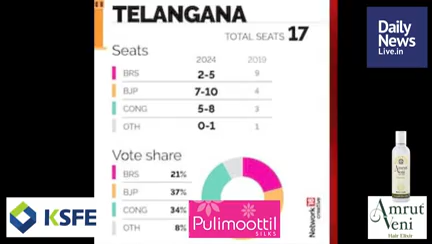 TELANGANA
TOTAL SEATS 17
Seats
2024 2019
BRS 2-5 9
BJP 7-10 4
CONG 5-8 3
OTH 0-1 1
Vote share
BRS 21%
BJP 37%
CONG 34%
OTH 8%
Network18
creative
Daily
News
Live.in
KSFE
Pulimoottil
SILKS
Amrut
Veni
Hair Elixir